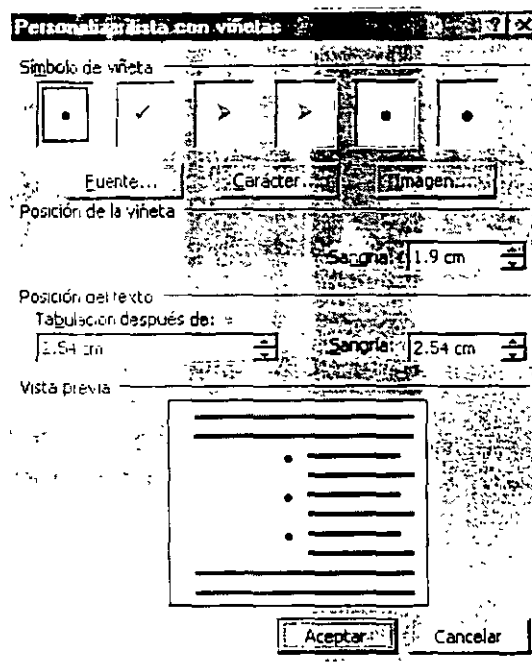 Personalizar lista con viñetas
Símbolo de viñeta
Fuente... Carácter... Imagen...
Posición de la viñeta
Sangría: 1.9 cm
Posición del texto
Tabulación después de:
2.54 cm Sangría: 2.54 cm
Vista previa
Aceptar Cancelar